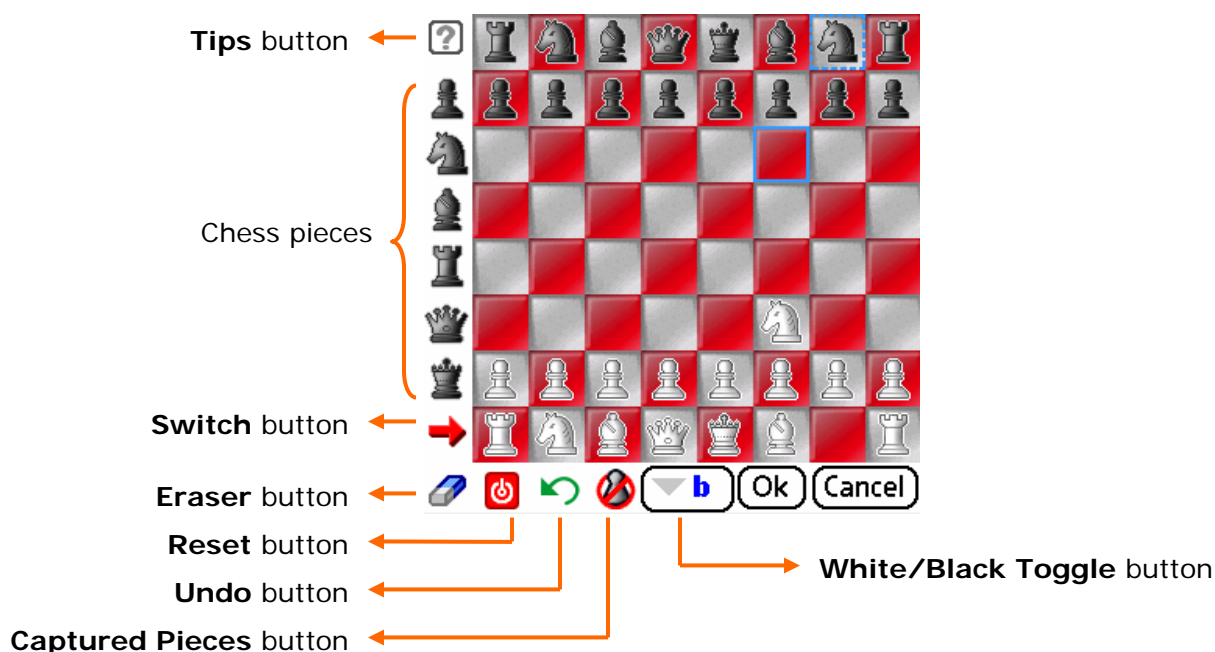 Tips button
?
Chess pieces
Switch button
Eraser button
b
Ok
Cancel
Reset button
White/Black Toggle button
Undo button
Captured Pieces button